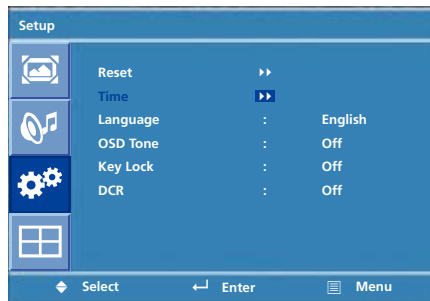 Setup
Reset
Time
Language : English
OSD Tone : Off
Key Lock : Off
DCR : Off
Select Enter Menu